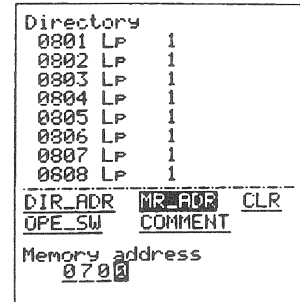 Directory
0801 LP 1
0802 LP 1
0803 LP 1
0804 LP 1
0805 LP 1
0806 LP 1
0807 LP 1
0808 LP 1
DIR_ADR MR_ADR CLR
OPE_SW COMMENT
Memory address
0700